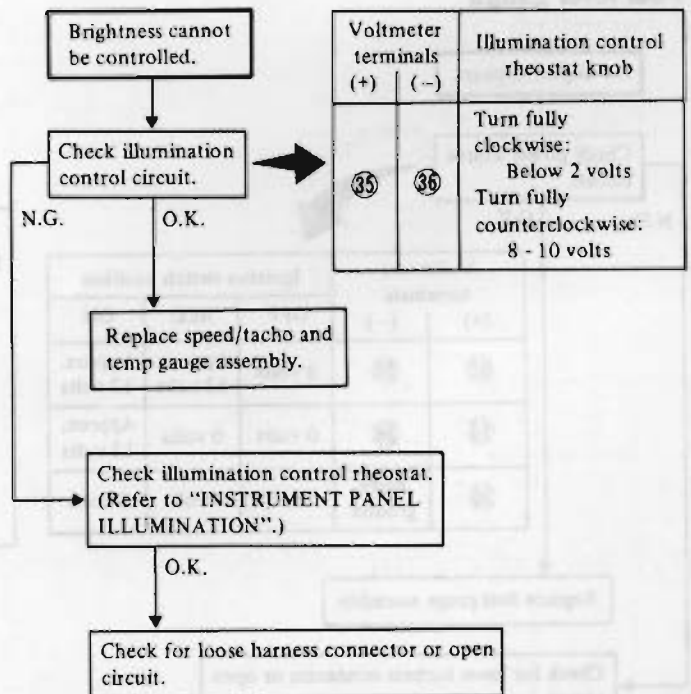 Brightness cannot
be controlled.
Voltmeter
terminals
(+) (−)
Illumination control
rheostat knob
Check illumination
control circuit.
35 36
Turn fully
clockwise:
Below 2 volts
Turn fully
counterclockwise:
8 - 10 volts
N.G. O.K.
Replace speed/tacho and
temp gauge assembly.
Check illumination control rheostat.
(Refer to “INSTRUMENT PANEL
ILLUMINATION”.)
O.K.
Check for loose harness connector or open
circuit.